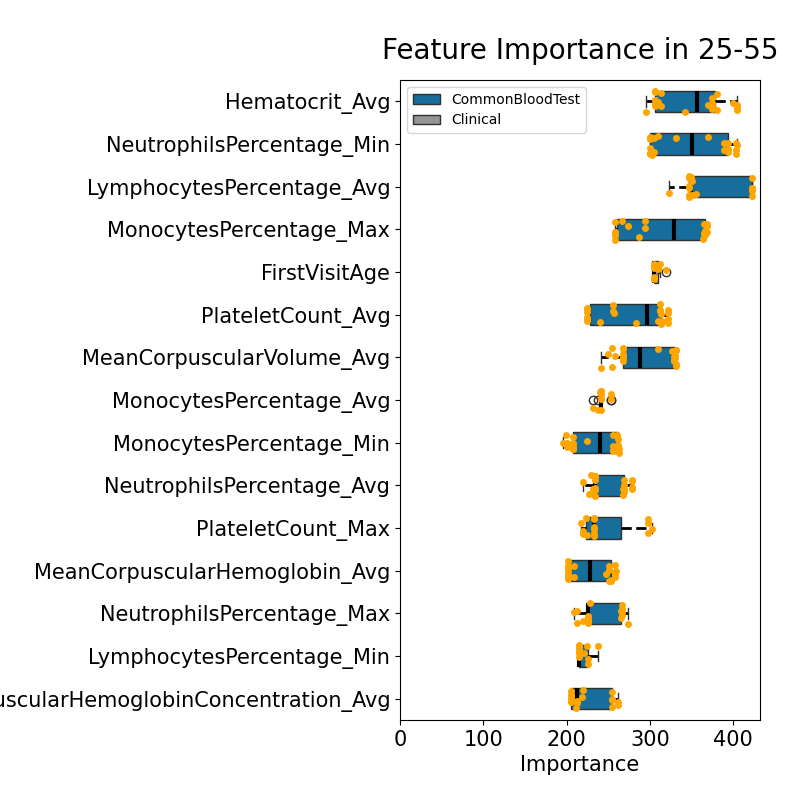 Feature Importance in 25-55
CommonBloodTest
Clinical
Hematocrit_Avg
NeutrophilsPercentage_Min
LymphocytesPercentage_Avg
MonocytesPercentage_Max
FirstVisitAge
PlateletCount_Avg
MeanCorpuscularVolume_Avg
MonocytesPercentage_Avg
MonocytesPercentage_Min
NeutrophilsPercentage_Avg
PlateletCount_Max
MeanCorpuscularHemoglobin_Avg
NeutrophilsPercentage_Max
LymphocytesPercentage_Min
uscularHemoglobinConcentration_Avg
0 100 200 300 400
Importance